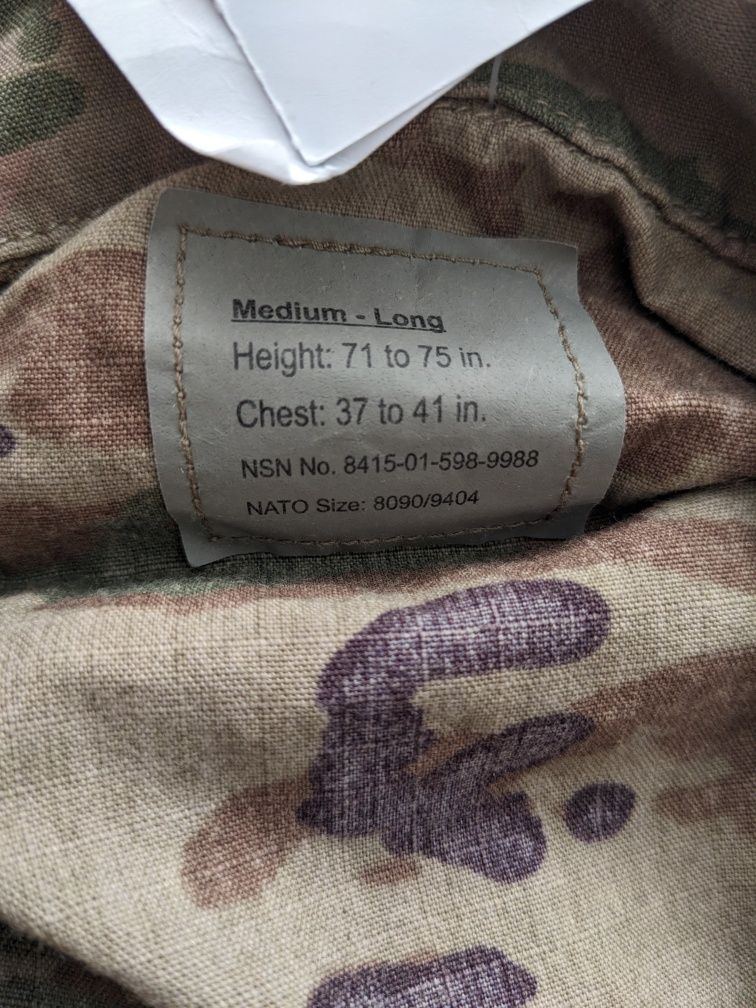 Medium - Long
Height: 71 to 75 in.
Chest: 37 to 41 in.
NSN No. 8415-01-598-9988
NATO Size: 8090/9404